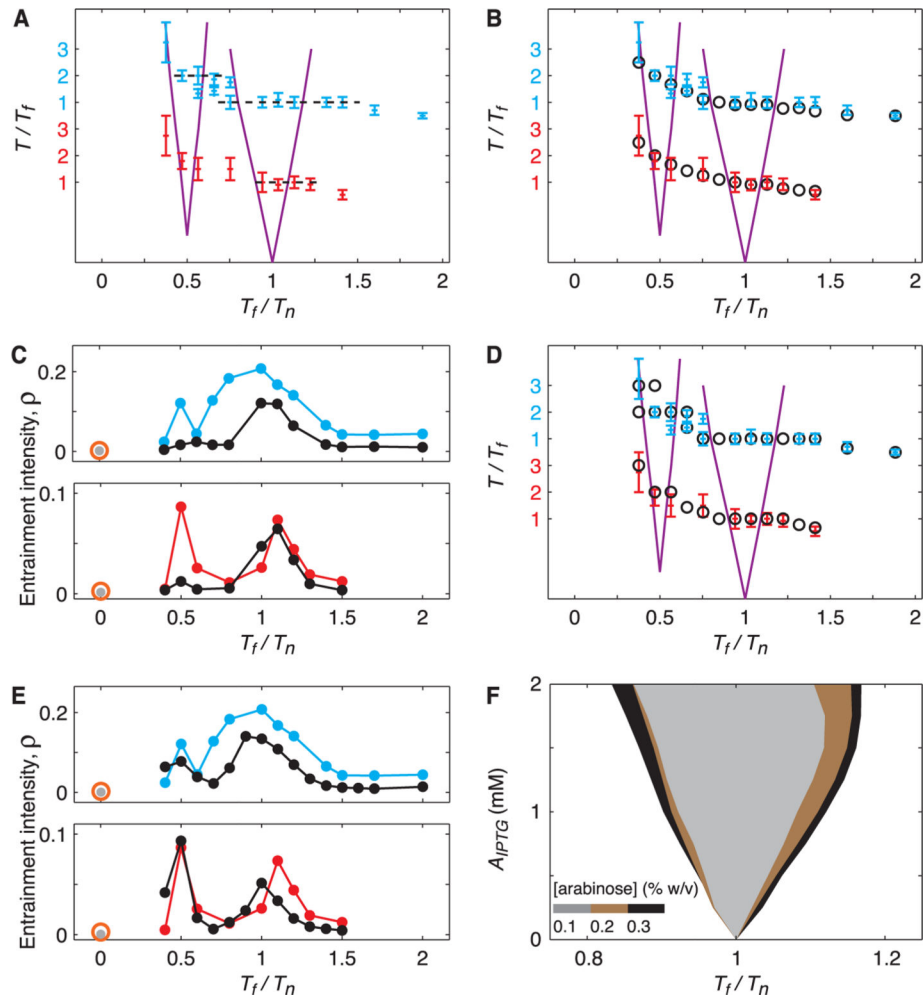 A
B
T / Tf
3
2
1
3
2
1
0 0.5 1 1.5 2
Tf / Tn
T / Tf
3
2
1
3
2
1
0 0.5 1 1.5 2
Tf / Tn
C
D
Entrainment intensity, ρ
0.2
0
0.1
0
0 0.5 1 1.5 2
Tf / Tn
T / Tf
3
2
1
3
2
1
0 0.5 1 1.5 2
Tf / Tn
E
F
Entrainment intensity, ρ
0.2
0
0.1
0
0 0.5 1 1.5 2
Tf / Tn
AIPTG (mM)
2
1
0
[arabinose] (% w/v)
0.1 0.2 0.3
0.8 1 1.2
Tf / Tn